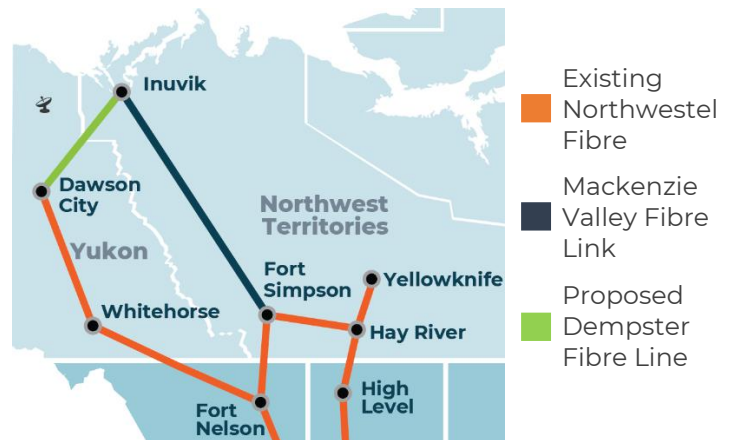 Inuvik
Dawson
City
Northwest
Territories
Yukon
Fort
Simpson
Yellowknife
Whitehorse
Hay River
High
Level
Fort
Nelson
Existing
Northwestel
Fibre
Mackenzie
Valley Fibre
Link
Proposed
Dempster
Fibre Line